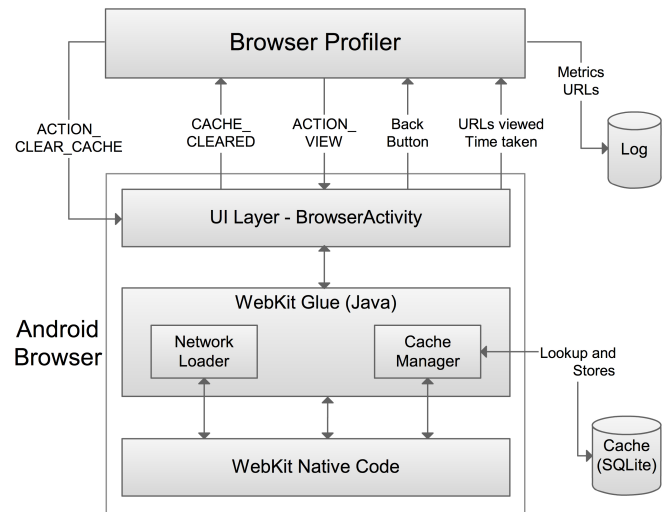 Browser Profiler
Metrics
URLs
ACTION_
CLEAR_CACHE
CACHE_
CLEARED
ACTION_
VIEW
Back
Button
URLs viewed
Time taken
Log
UI Layer - BrowserActivity
WebKit Glue (Java)
Android
Browser
Network
Loader
Cache
Manager
Lookup and
Stores
Cache
(SQLite)
WebKit Native Code